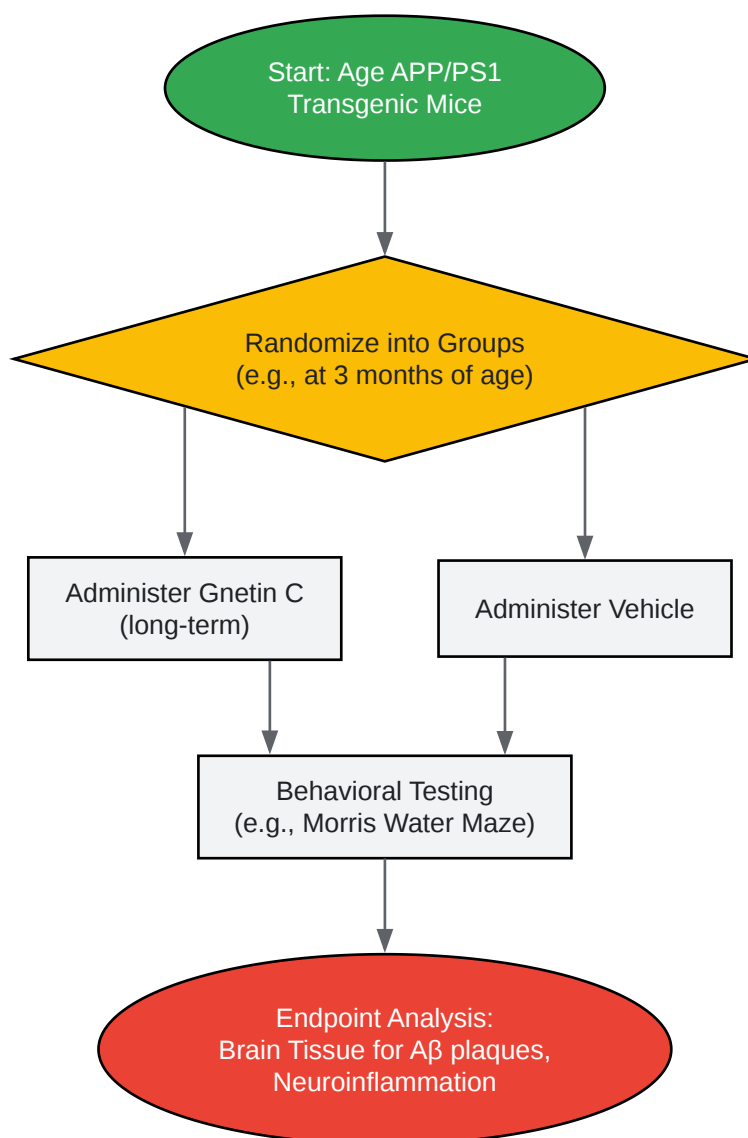 Start: Age APP/PS1
Transgenic Mice
Randomize into Groups
(e.g., at 3 months of age)
Administer Gnetin C
(long-term)
Administer Vehicle
Behavioral Testing
(e.g., Morris Water Maze)
Endpoint Analysis:
Brain Tissue for Aβ plaques,
Neuroinflammation